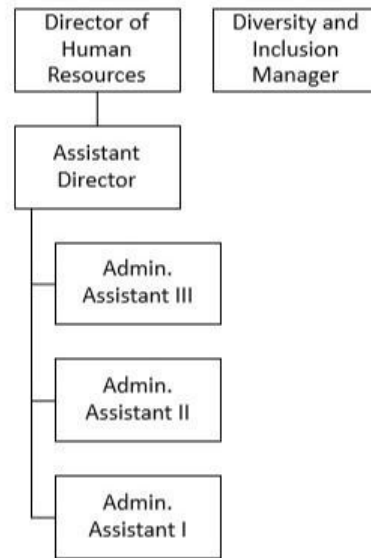 Director of
Human
Resources
Diversity and
Inclusion
Manager
Assistant
Director
Admin.
Assistant III
Admin.
Assistant II
Admin.
Assistant I